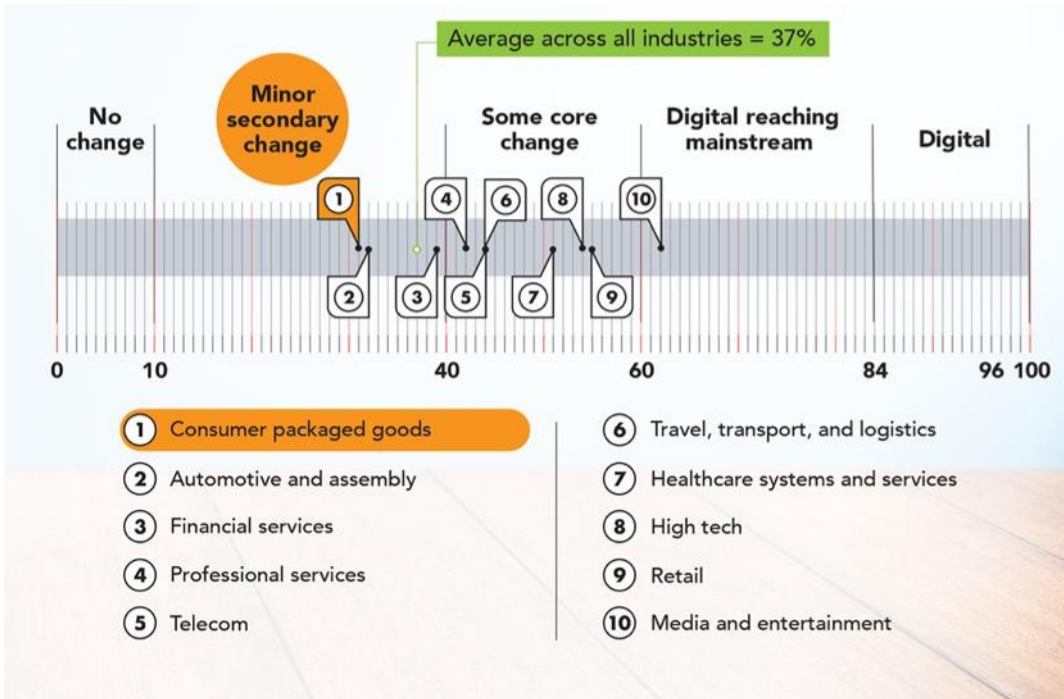 Average across all industries = 37%
No
change
Minor
secondary
change
Some core
change
Digital reaching
mainstream
Digital
1
4
6
8
10
2
3
5
7
9
0
10
40
60
84
96
100
1 Consumer packaged goods
2 Automotive and assembly
3 Financial services
4 Professional services
5 Telecom
6 Travel, transport, and logistics
7 Healthcare systems and services
8 High tech
9 Retail
10 Media and entertainment